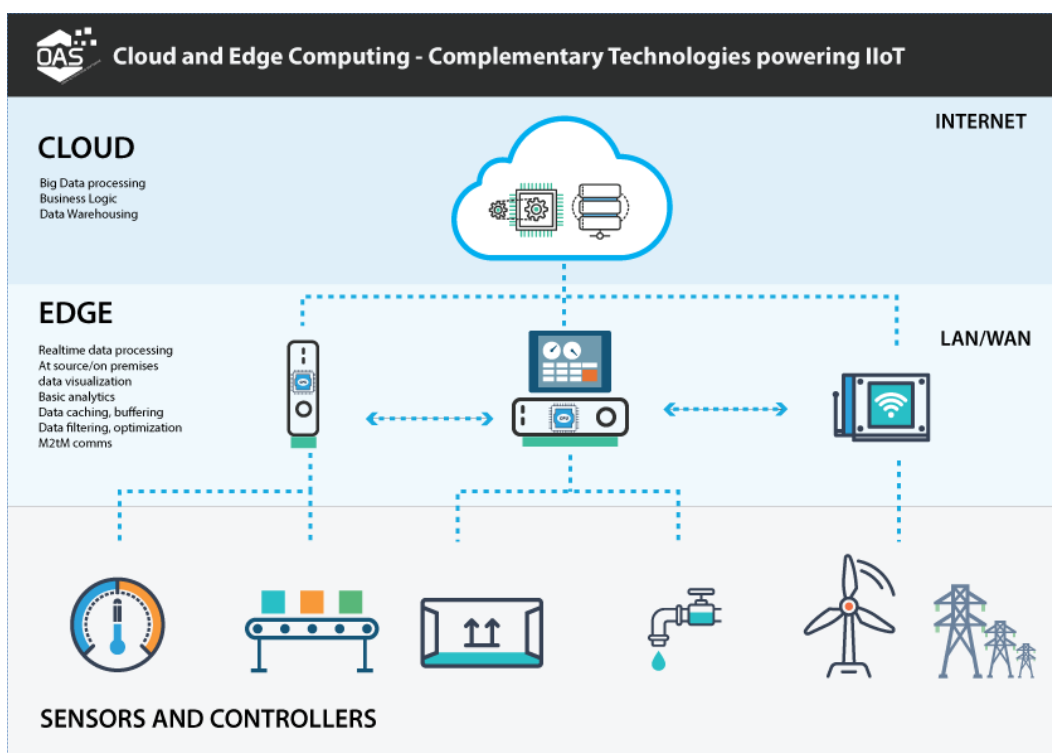 OAS
Cloud and Edge Computing - Complementary Technologies powering IIoT
INTERNET
CLOUD
Big Data processing
Business Logic
Data Warehousing
EDGE
LAN/WAN
Realtime data processing
At source/on premises
data visualization
Basic analytics
Data caching, buffering
Data filtering, optimization
M2tM comms
CPU
CPU
SENSORS AND CONTROLLERS